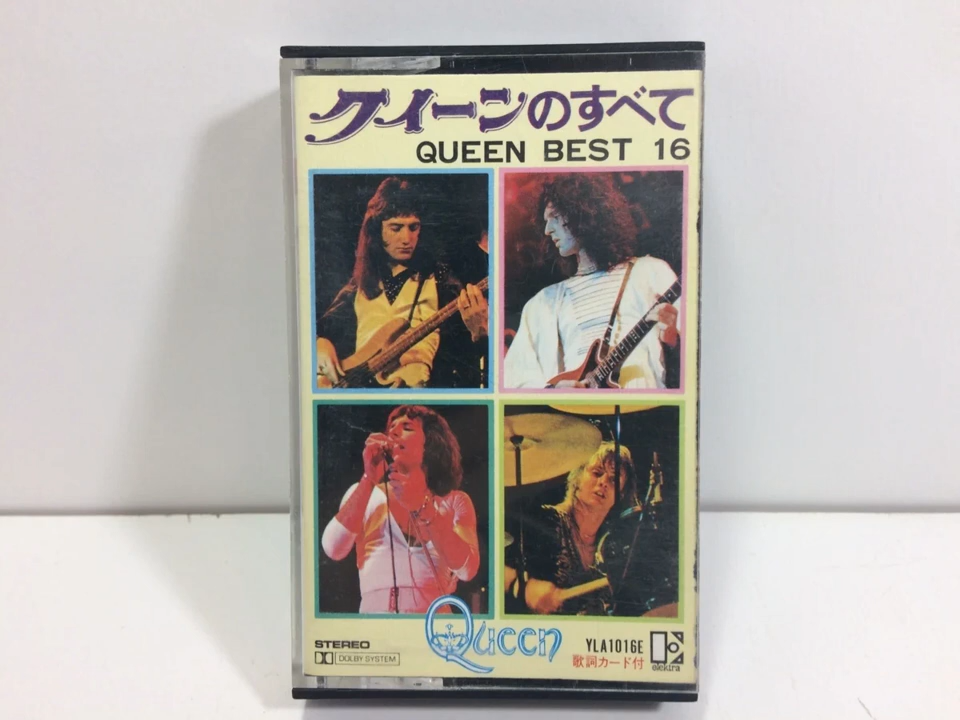 クイーンのすべて
QUEEN BEST 16
Queen
STEREO
DOLBY SYSTEM
YLA1016E
歌詞カード付
elektra